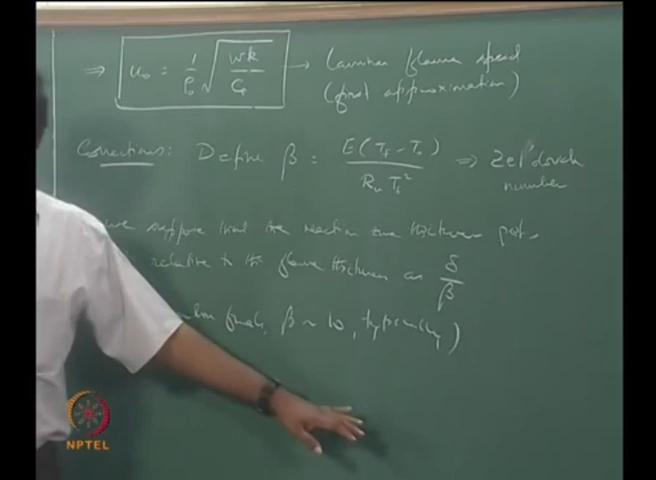 ⇒ u₀ = 1/ρ₀ √(wk/Cₚ) → Laminar flame speed
(first approximation)
Corrections: Define β = E(T_f - T₀)/(R_u T_f²) ⇒ Zel'dovich
number
we suppose that the reaction zone thickness
relative to the flame thickness as δ/β
β ~ 10, typically)
NPTEL